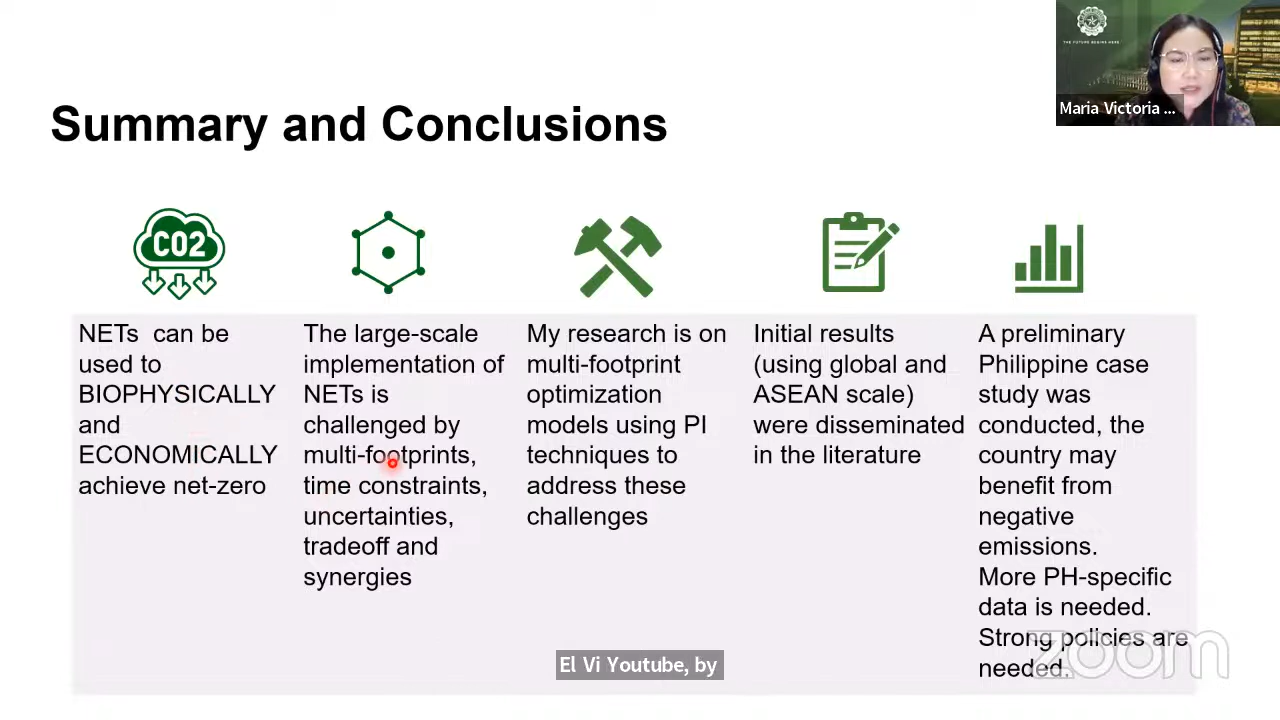 THE FUTURE BEGINS HERE
Maria Victoria ...
Summary and Conclusions
CO2
NETs can be
used to
BIOPHYSICALLY
and
ECONOMICALLY
achieve net-zero
The large-scale
implementation of
NETs is
challenged by
multi-footprints,
time constraints,
uncertainties,
tradeoff and
synergies
My research is on
multi-footprint
optimization
models using PI
techniques to
address these
challenges
Initial results
(using global and
ASEAN scale)
were disseminated
in the literature
A preliminary
Philippine case
study was
conducted, the
country may
benefit from
negative
emissions.
More PH-specific
data is needed.
Strong policies are
needed.
zoom
El Vi Youtube, by